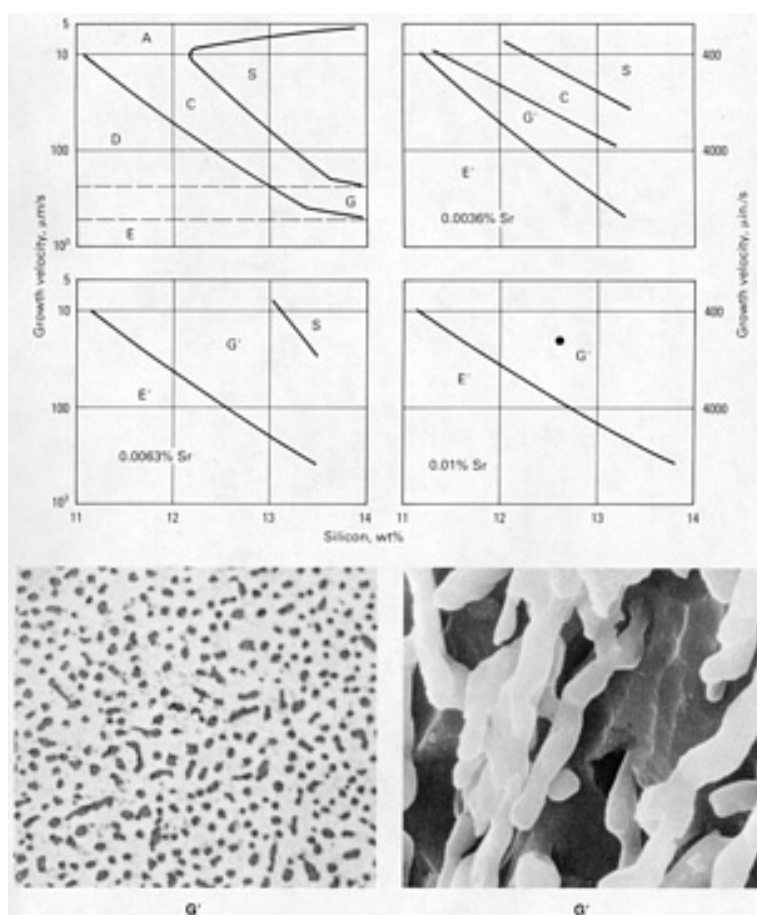 5
A
10
S
C
D
100
G
E
10³
Growth velocity, μm/s
S
C
G'
E'
0.0036% Sr
400
4000
Growth velocity, μin./s
5
10
S
G'
E'
100
0.0063% Sr
10³
11 12 13 14
G'
E'
0.01% Sr
400
4000
11 12 13 14
Silicon, wt%
G' G'